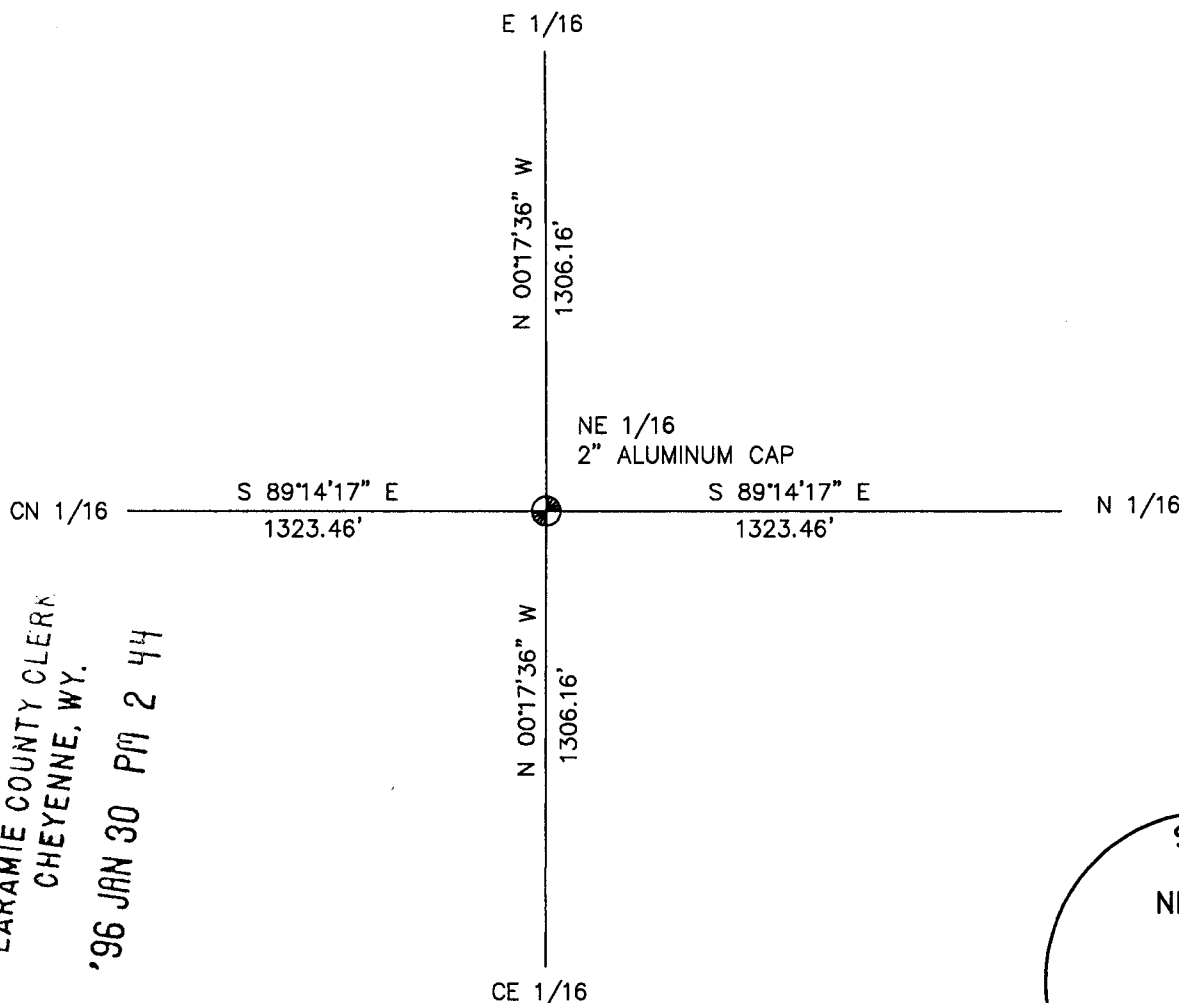 E 1/16
N 00°17'36" W
1306.16'
NE 1/16
2" ALUMINUM CAP
CN 1/16
S 89°14'17" E
1323.46'
S 89°14'17" E
1323.46'
N 1/16
N 00°17'36" W
1306.16'
LARAMIE COUNTY CLERK
CHEYENNE, WY.
'96 JAN 30 PM 2 44
CE 1/16